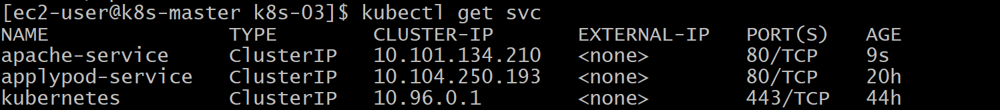 [ec2-user@k8s-master k8s-03]$ kubectl get svc
NAME                TYPE        CLUSTER-IP       EXTERNAL-IP   PORT(S)   AGE
apache-service      ClusterIP   10.101.134.210   <none>        80/TCP    9s
applypod-service    ClusterIP   10.104.250.193   <none>        80/TCP    20h
kubernetes          ClusterIP   10.96.0.1        <none>        443/TCP   44h